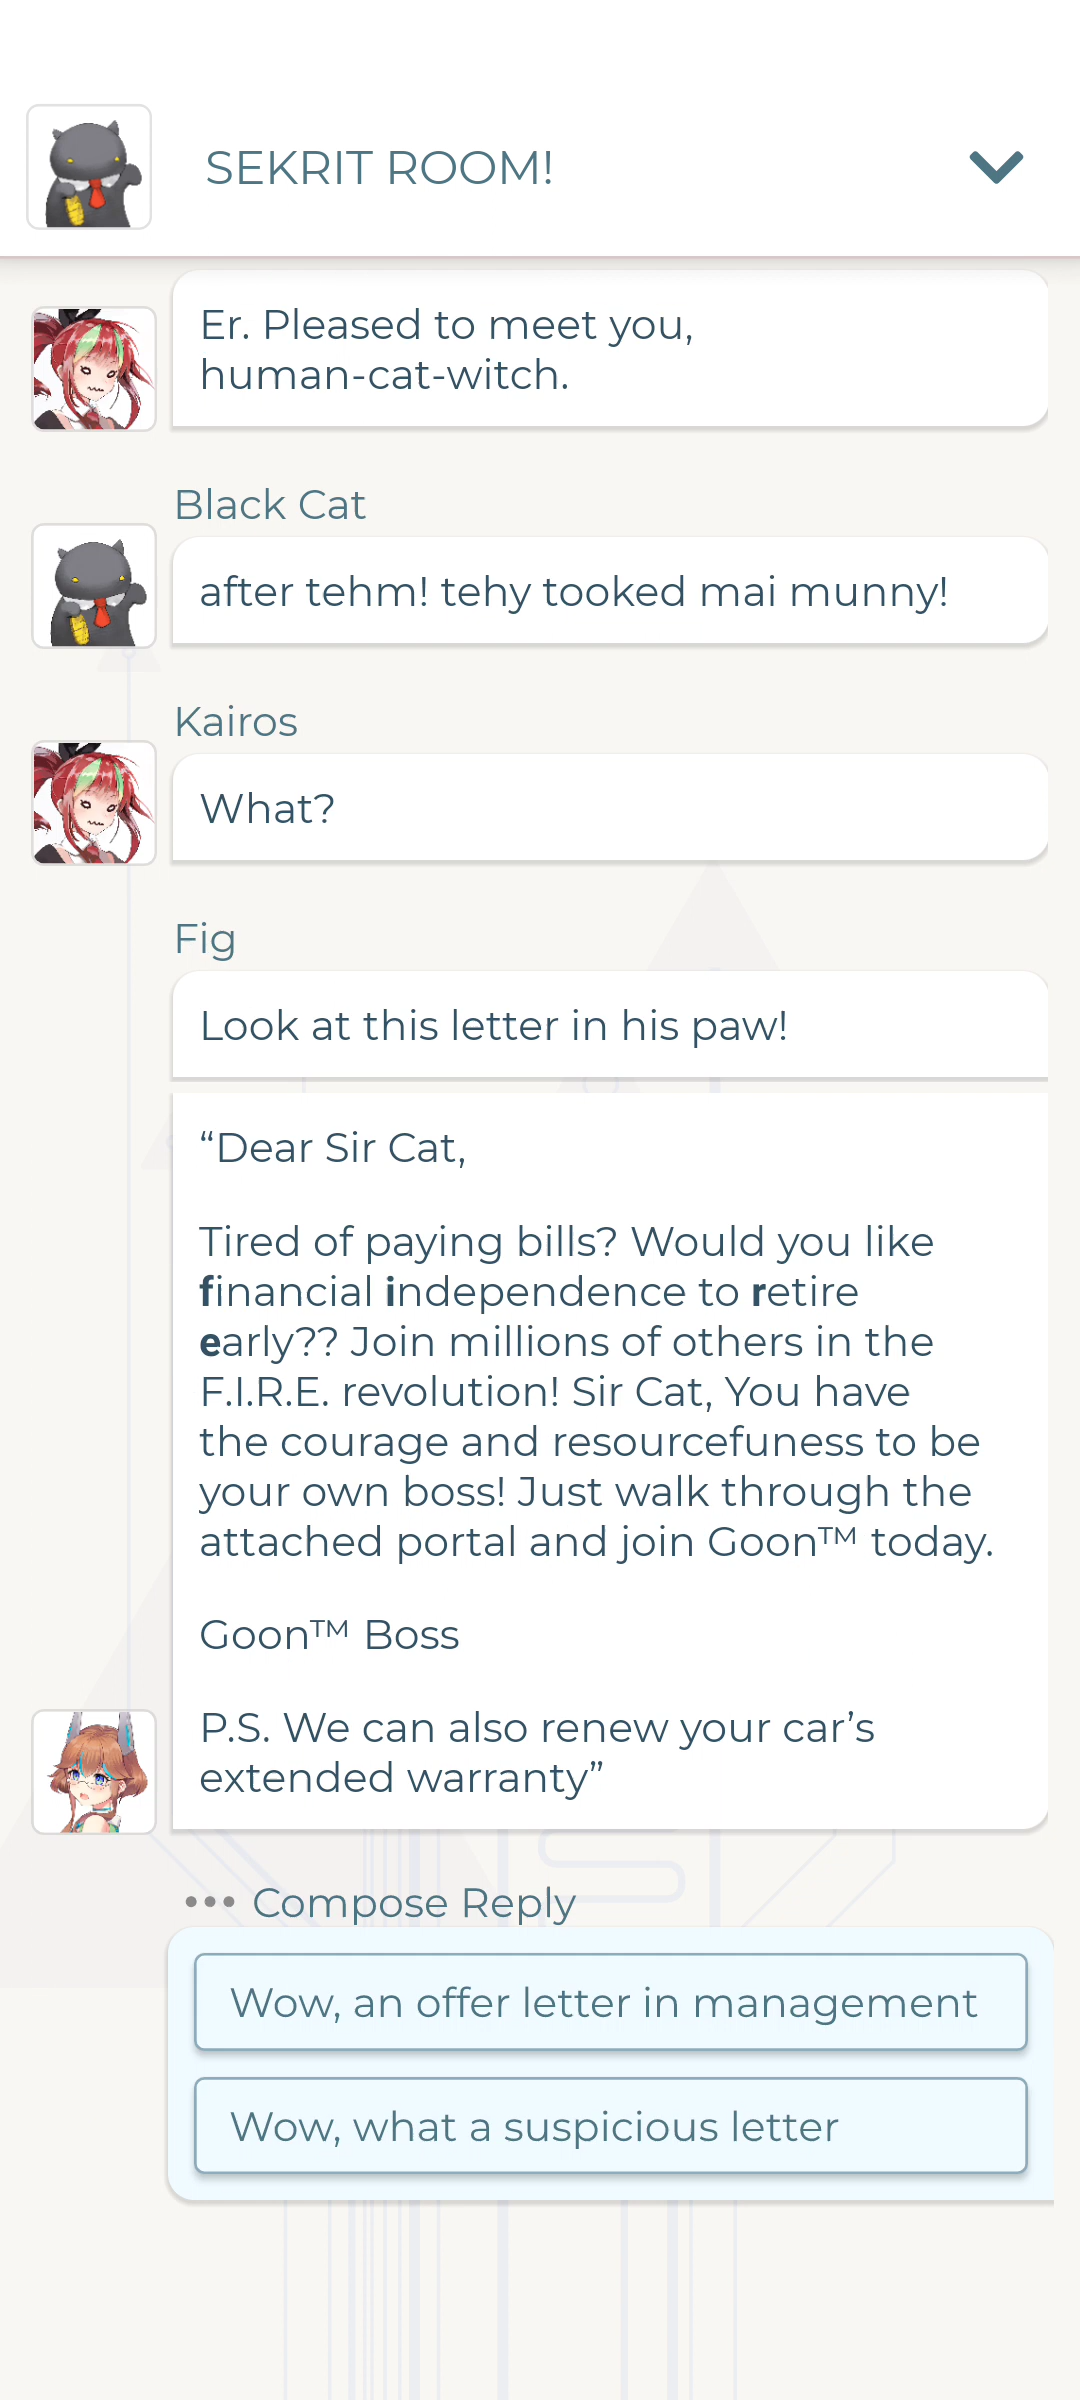 SEKRIT ROOM!
Er. Pleased to meet you,
human-cat-witch.
Black Cat
after tehm! tehy tooked mai munny!
Kairos
What?
Fig
Look at this letter in his paw!
“Dear Sir Cat,
Tired of paying bills? Would you like
financial independence to retire
early?? Join millions of others in the
F.I.R.E. revolution! Sir Cat, You have
the courage and resourcefuness to be
your own boss! Just walk through the
attached portal and join Goon™ today.
Goon™ Boss
P.S. We can also renew your car’s
extended warranty”
Compose Reply
Wow, an offer letter in management
Wow, what a suspicious letter